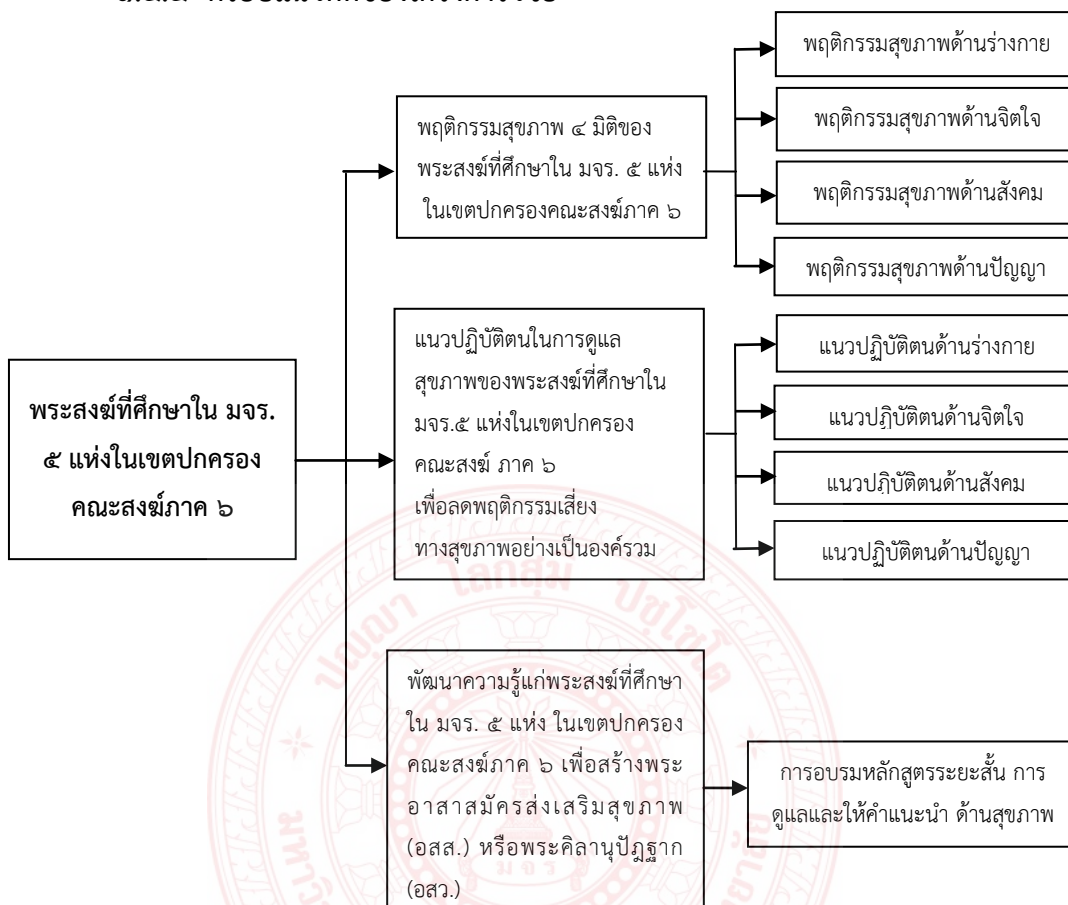 พฤติกรรมสุขภาพด้านร่างกาย
พฤติกรรมสุขภาพ ๔ มิติของ
พระสงฆ์ที่ศึกษาใน มจร. ๕ แห่ง
ในเขตปกครองคณะสงฆ์ภาค ๖
พฤติกรรมสุขภาพด้านจิตใจ
พฤติกรรมสุขภาพด้านสังคม
พฤติกรรมสุขภาพด้านปัญญา
พระสงฆ์ที่ศึกษาใน มจร.
๕ แห่งในเขตปกครอง
คณะสงฆ์ภาค ๖
แนวปฏิบัติตนในการดูแล
สุขภาพของพระสงฆ์ที่ศึกษาใน
มจร.๕ แห่งในเขตปกครอง
คณะสงฆ์ ภาค ๖
เพื่อลดพฤติกรรมเสี่ยง
ทางสุขภาพอย่างเป็นองค์รวม
แนวปฏิบัติตนด้านร่างกาย
แนวปฏิบัติตนด้านจิตใจ
แนวปฏิบัติตนด้านสังคม
แนวปฏิบัติตนด้านปัญญา
พัฒนาความรู้แก่พระสงฆ์ที่ศึกษา
ใน มจร. ๕ แห่ง ในเขตปกครอง
คณะสงฆ์ภาค ๖ เพื่อสร้างพระ
อาสาสมัครส่งเสริมสุขภาพ
(อสส.) หรือพระคิลานุปัฏฐาก
(อสว.)
การอบรมหลักสูตรระยะสั้น การ
ดูแลและให้คำแนะนำ ด้านสุขภาพ
ปญญา โลกสฺมึ ปชฺโชโต
มจร